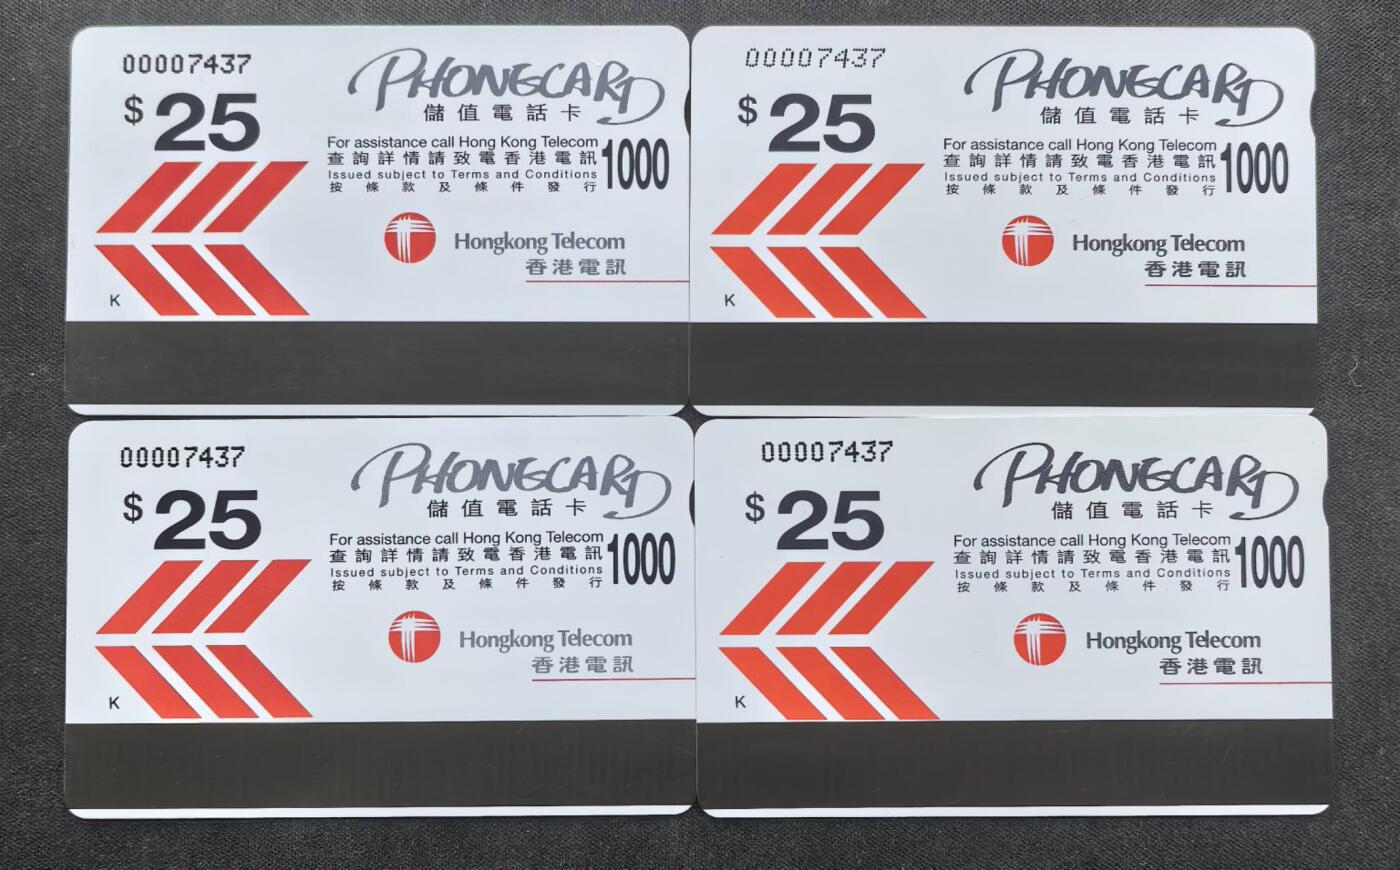 00007437
$25
PHONECARD
儲值電話卡
For assistance call Hong Kong Telecom
查詢詳情請致電香港電訊
1000
Issued subject to Terms and Conditions
按條款及條件發行
Hongkong Telecom
香港電訊
K
00007437
$25
PHONECARD
儲值電話卡
For assistance call Hong Kong Telecom
查詢詳情請致電香港電訊
1000
Issued subject to Terms and Conditions
按條款及條件發行
Hongkong Telecom
香港電訊
K
00007437
$25
PHONECARD
儲值電話卡
For assistance call Hong Kong Telecom
查詢詳情請致電香港電訊
1000
Issued subject to Terms and Conditions
按條款及條件發行
Hongkong Telecom
香港電訊
K
00007437
$25
PHONECARD
儲值電話卡
For assistance call Hong Kong Telecom
查詢詳情請致電香港電訊
1000
Issued subject to Terms and Conditions
按條款及條件發行
Hongkong Telecom
香港電訊
K